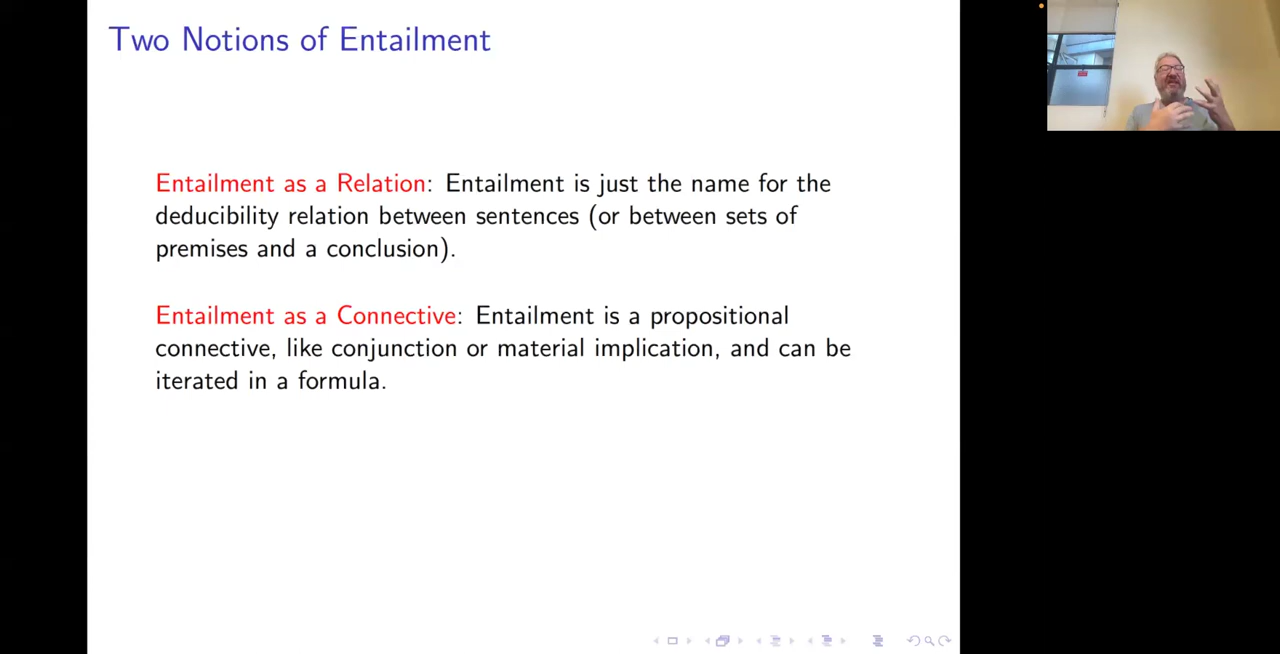 Two Notions of Entailment
Entailment as a Relation: Entailment is just the name for the
deducibility relation between sentences (or between sets of
premises and a conclusion).
Entailment as a Connective: Entailment is a propositional
connective, like conjunction or material implication, and can be
iterated in a formula.